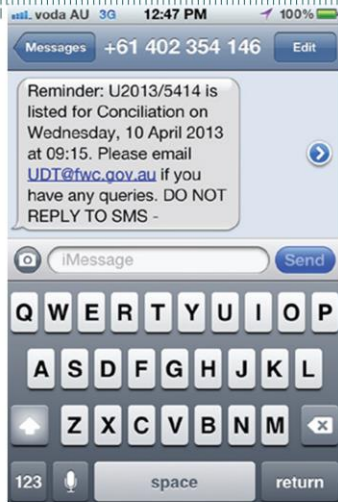 voda AU 3G 12:47 PM 100%
Messages +61 402 354 146 Edit
Reminder: U2013/5414 is
listed for Conciliation on
Wednesday, 10 April 2013
at 09:15. Please email
UDT@fwc.gov.au if you
have any queries. DO NOT
REPLY TO SMS -
iMessage Send
Q W E R T Y U I O P
A S D F G H J K L
Z X C V B N M
123 space return